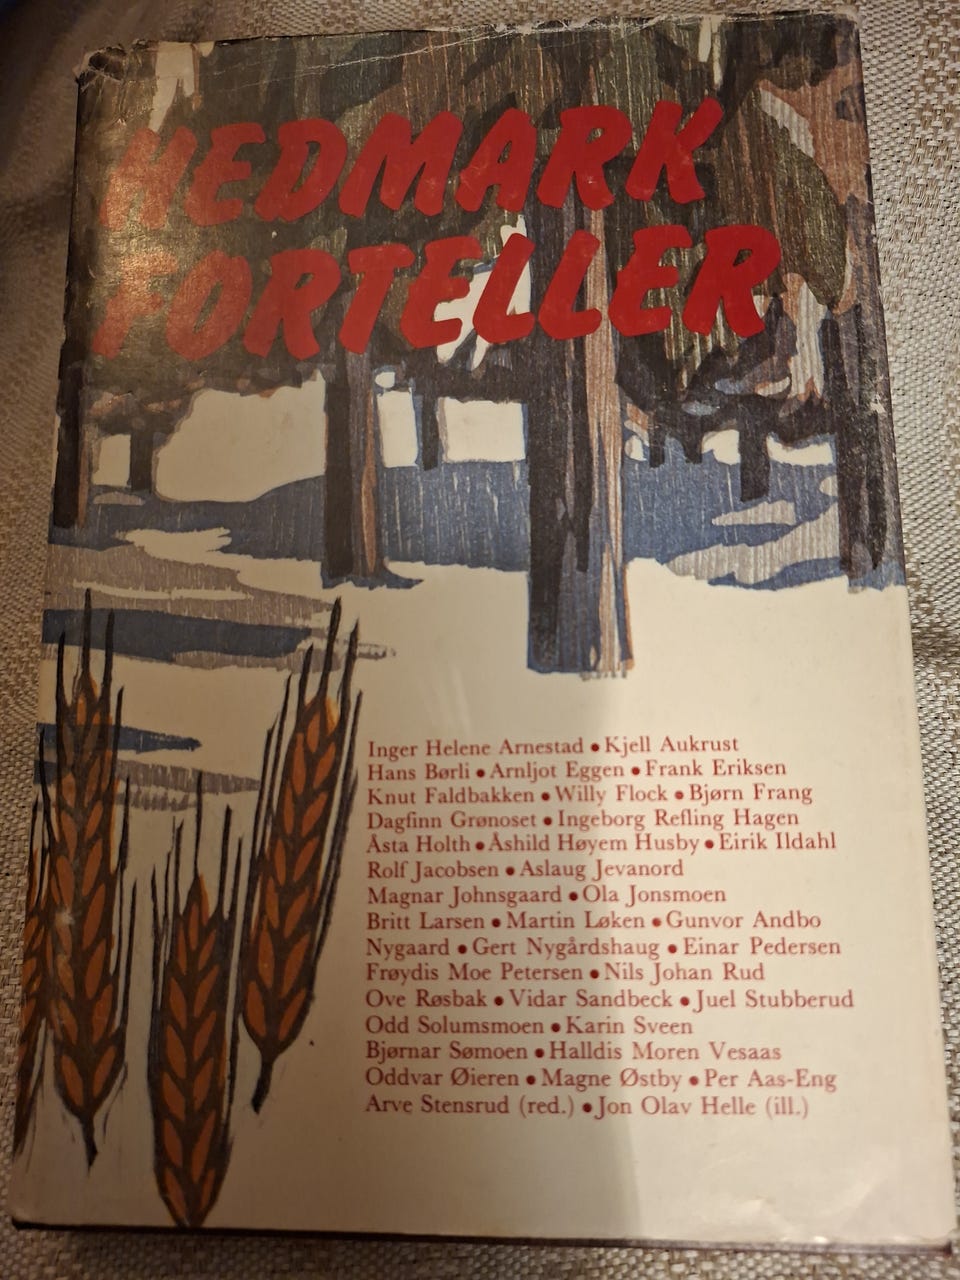 HEDMARK
FORTELLER
Inger Helene Arnestad • Kjell Aukrust
Hans Børli • Arnljot Eggen • Frank Eriksen
Knut Faldbakken • Willy Flock • Bjørn Frang
Dagfinn Grønoset • Ingeborg Refling Hagen
Åsta Holth • Åshild Høyem Husby • Eirik Ildahl
Rolf Jacobsen • Aslaug Jevanord
Magnar Johnsgaard • Ola Jonsmoen
Britt Larsen • Martin Løken • Gunvor Andbo
Nygaard • Gert Nygårdshaug • Einar Pedersen
Frøydis Moe Petersen • Nils Johan Rud
Ove Røsbak • Vidar Sandbeck • Juel Stubberud
Odd Solumsmoen • Karin Sveen
Bjørnar Sømoen • Halldis Moren Vesaas
Oddvar Øieren • Magne Østby • Per Aas-Eng
Arve Stensrud (red.) • Jon Olav Helle (ill.)